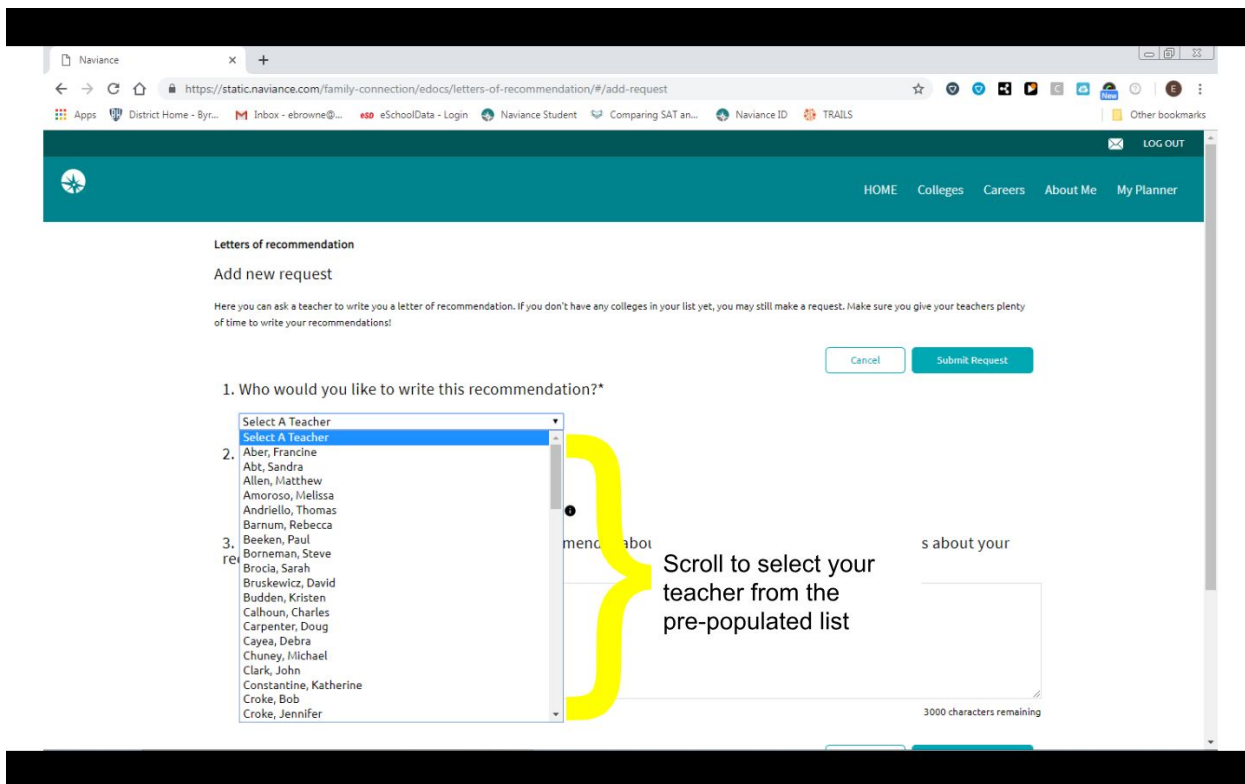 Naviance
https://static.naviance.com/family-connection/edocs/letters-of-recommendation/#/add-request
New
E
Apps District Home - Byr... Inbox - ebrowne@... esD eSchoolData - Login Naviance Student Comparing SAT an... Naviance ID TRAILS Other bookmarks
LOG OUT
HOME Colleges Careers About Me My Planner
Letters of recommendation
Add new request
Here you can ask a teacher to write you a letter of recommendation. If you don't have any colleges in your list yet, you may still make a request. Make sure you give your teachers plenty
of time to write your recommendations!
Cancel Submit Request
1. Who would you like to write this recommendation?*
Select A Teacher
Select A Teacher
2. Aber, Francine
Abt, Sandra
Allen, Matthew
Amoroso, Melissa
Andriello, Thomas
Barnum, Rebecca
3. Beeken, Paul
Borneman, Steve
Brocia, Sarah
Bruskewicz, David
Budden, Kristen
Calhoun, Charles
Carpenter, Doug
Cayea, Debra
Chuney, Michael
Clark, John
Constantine, Katherine
Croke, Bob
Croke, Jennifer
s about your
Scroll to select your
teacher from the
pre-populated list
3000 characters remaining